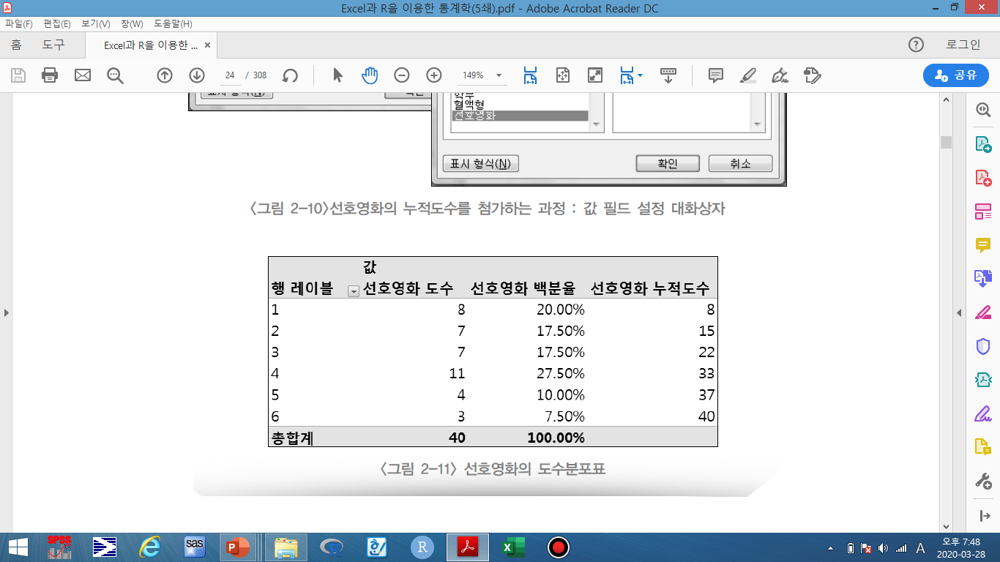 Excel과 R을 이용한 통계학(5쇄).pdf - Adobe Acrobat Reader DC
파일(F) 편집(E) 보기(V) 창(W) 도움말(H)
홈 도구 Excel과 R을 이용한 ... × 로그인
24 / 308 149% 공유
표시 형식(N) 확인 학부
혈액형
선호영화
표시 형식(N) 확인 취소
<그림 2-10>선호영화의 누적도수를 첨가하는 과정 : 값 필드 설정 대화상자
값
행 레이블 선호영화 도수 선호영화 백분율 선호영화 누적도수
1 8 20.00% 8
2 7 17.50% 15
3 7 17.50% 22
4 11 27.50% 33
5 4 10.00% 37
6 3 7.50% 40
총합계 40 100.00%
<그림 2-11> 선호영화의 도수분포표
SPSS sas P R R A 오후 7:48
2020-03-28